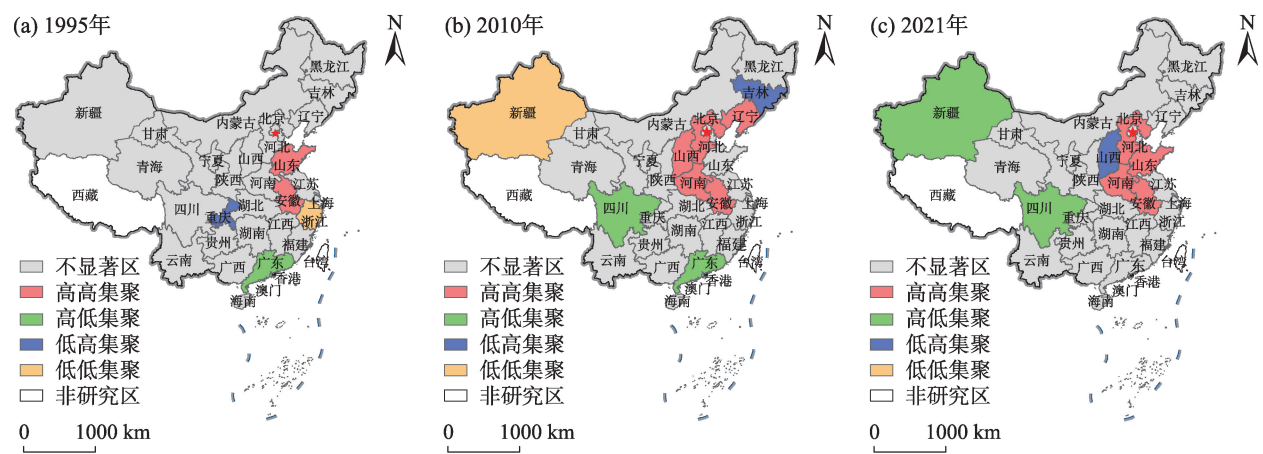 (a) 1995年
N
黑龙江
吉林
辽宁
内蒙古
北京
新疆
甘肃
河北
宁夏
山西
山东
青海
陕西
河南
江苏
西藏
安徽
上海
四川
重庆
湖北
浙江
湖南
江西
贵州
福建
云南
广西
广东
台湾
香港
澳门
海南
不显著区
高高集聚
高低集聚
低高集聚
低低集聚
非研究区
0 1000 km
(b) 2010年
N
黑龙江
吉林
辽宁
内蒙古
北京
新疆
甘肃
河北
宁夏
山西
山东
青海
陕西
河南
江苏
西藏
安徽
上海
四川
重庆
湖北
浙江
湖南
江西
贵州
福建
云南
广西
广东
台湾
香港
澳门
海南
不显著区
高高集聚
高低集聚
低高集聚
低低集聚
非研究区
0 1000 km
(c) 2021年
N
黑龙江
吉林
辽宁
内蒙古
北京
新疆
甘肃
河北
宁夏
山西
山东
青海
陕西
河南
江苏
西藏
安徽
上海
四川
重庆
湖北
浙江
湖南
江西
贵州
福建
云南
广西
广东
台湾
香港
澳门
海南
不显著区
高高集聚
高低集聚
低高集聚
低低集聚
非研究区
0 1000 km